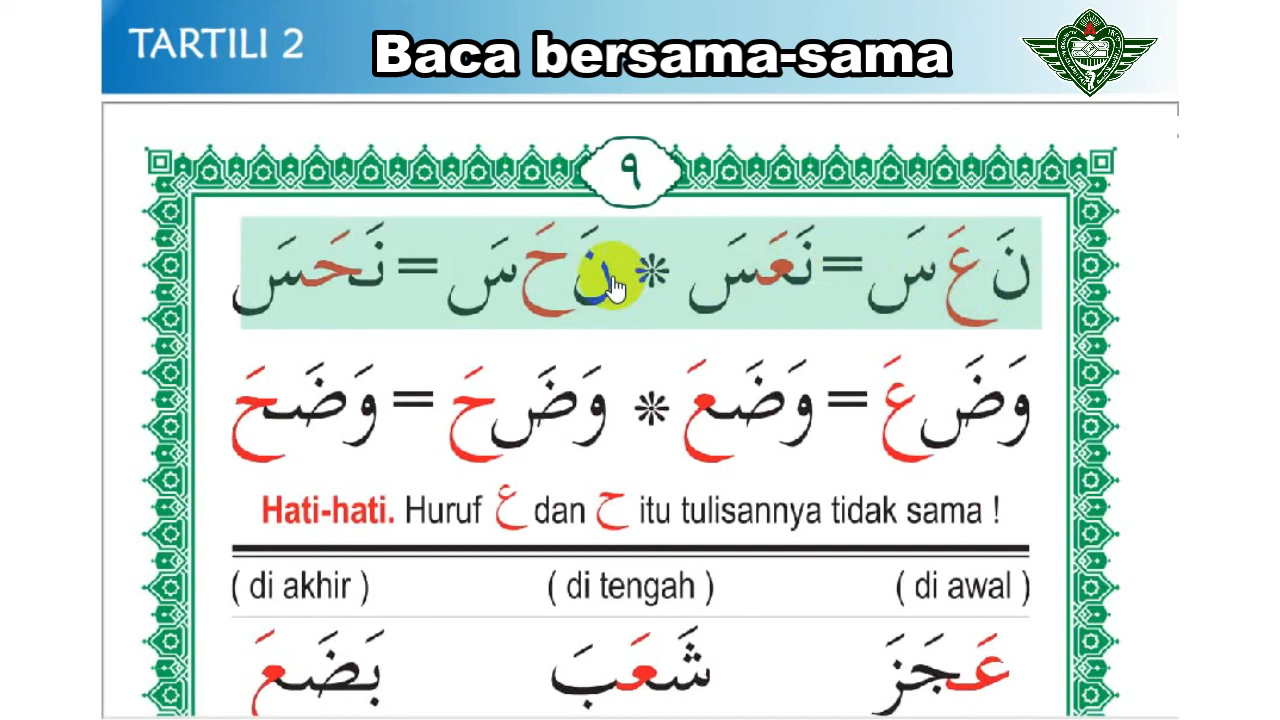 TARTILI 2
Baca bersama-sama
٩
نَ عَ سَ = نَعَسَ * نَ حَ سَ = نَحَسَ
وَ ضَ عَ = وَضَعَ * وَ ضَ حَ = وَضَحَ
Hati-hati. Huruf ع dan ح itu tulisannya tidak sama !
( di akhir ) ( di tengah ) ( di awal )
عَجَزَ شَعَبَ بَضَعَ